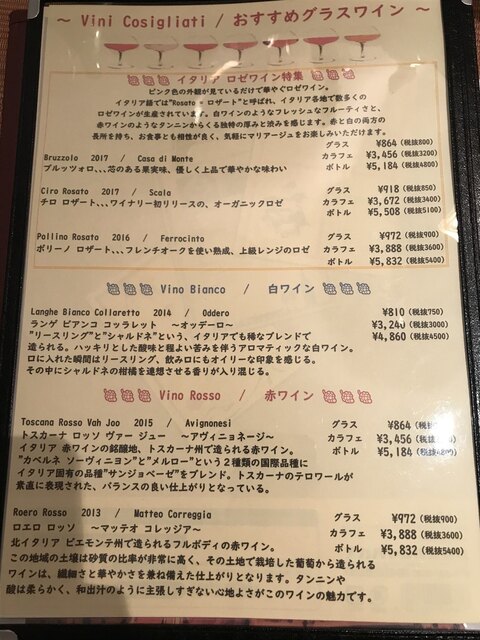 ～ Vini Cosigliati / おすすめグラスワイン ～
イタリア ロゼワイン特集
ピンク色の外観が見ているだけで華やぐロゼワイン。
イタリア語では"Rosato = ロザート"と呼ばれ、イタリア各地で数多くの
ロゼワインが生産されています。白ワインのようなフレッシュなフルーティさと、
赤ワインのようなタンニンからくる独特の厚みと渋みを感じます。赤と白の両方の
長所を持ち、お食事とも相性が良く、気軽にマリアージュをお楽しみいただけます。
グラス ¥864(税抜800)
Bruzzolo 2017 / Casa di Monte カラフェ ¥3,456(税抜3200)
ブルッツォロ、、、芯のある果実味、優しく上品で華やかな味わい ボトル ¥5,184(税抜4800)
Ciro Rosato 2017 / Scala グラス ¥918(税抜850)
チロ ロザート、、、ワイナリー初リリースの、オーガニックロゼ カラフェ ¥3,672(税抜3400)
ボトル ¥5,508(税抜5100)
Pollino Rosato 2016 / Ferrocinto グラス ¥972(税抜900)
ポリーノ ロザート、、、フレンチオークを使い熟成、上級レンジのロゼ カラフェ ¥3,888(税抜3600)
ボトル ¥5,832(税抜5400)
Vino Bianco / 白ワイン
Langhe Bianco Collaretto 2014 / Oddero グラス ¥810(税抜750)
ランゲ ビアンコ コッラレット ～オッデーロ～ カラフェ ¥3,240(税抜3000)
"リースリング"と"シャルドネ"という、イタリアでも稀なブレンドで ボトル ¥4,860(税抜4500)
造られる。ハッキリとした酸味と程よい苦みを伴うアロマティックな白ワイン。
口に入れた瞬間はリースリング、飲み口にもオイリーな印象を感じる。
その中にシャルドネの柑橘を連想させる香りが入り混じる。
Vino Rosso / 赤ワイン
Toscana Rosso Vah Joo 2015 / Avignonesi グラス ¥864(税抜
トスカーナ ロッソ ヴァー ジュー ～アヴィニョネージ～ カラフェ ¥3,456(税抜
イタリア 赤ワインの銘醸地、トスカーナ州で造られる赤ワイン。 ボトル ¥5,184(税抜4800)
"カベルネ ソーヴィニヨン"と"メルロー"という2種類の国際品種に
イタリア固有の品種"サンジョベーゼ"をブレンド。トスカーナのテロワールが
素直に表現された、バランスの良い仕上がりとなっている。
Roero Rosso 2013 / Matteo Correggia グラス ¥972(税抜900)
ロエロ ロッソ ～マッテオ コレッジア～ カラフェ ¥3,888(税抜3600)
北イタリア ピエモンテ州で造られるフルボディの赤ワイン。 ボトル ¥5,832(税抜5400)
この地域の土壌は砂質の比率が非常に高く、その土地で栽培した葡萄から造られる
ワインは、繊細さと華やかさを兼ね備えた仕上がりとなります。タンニンや
酸は柔らかく、和出汁のように主張しすぎない心地よさがこのワインの魅力です。